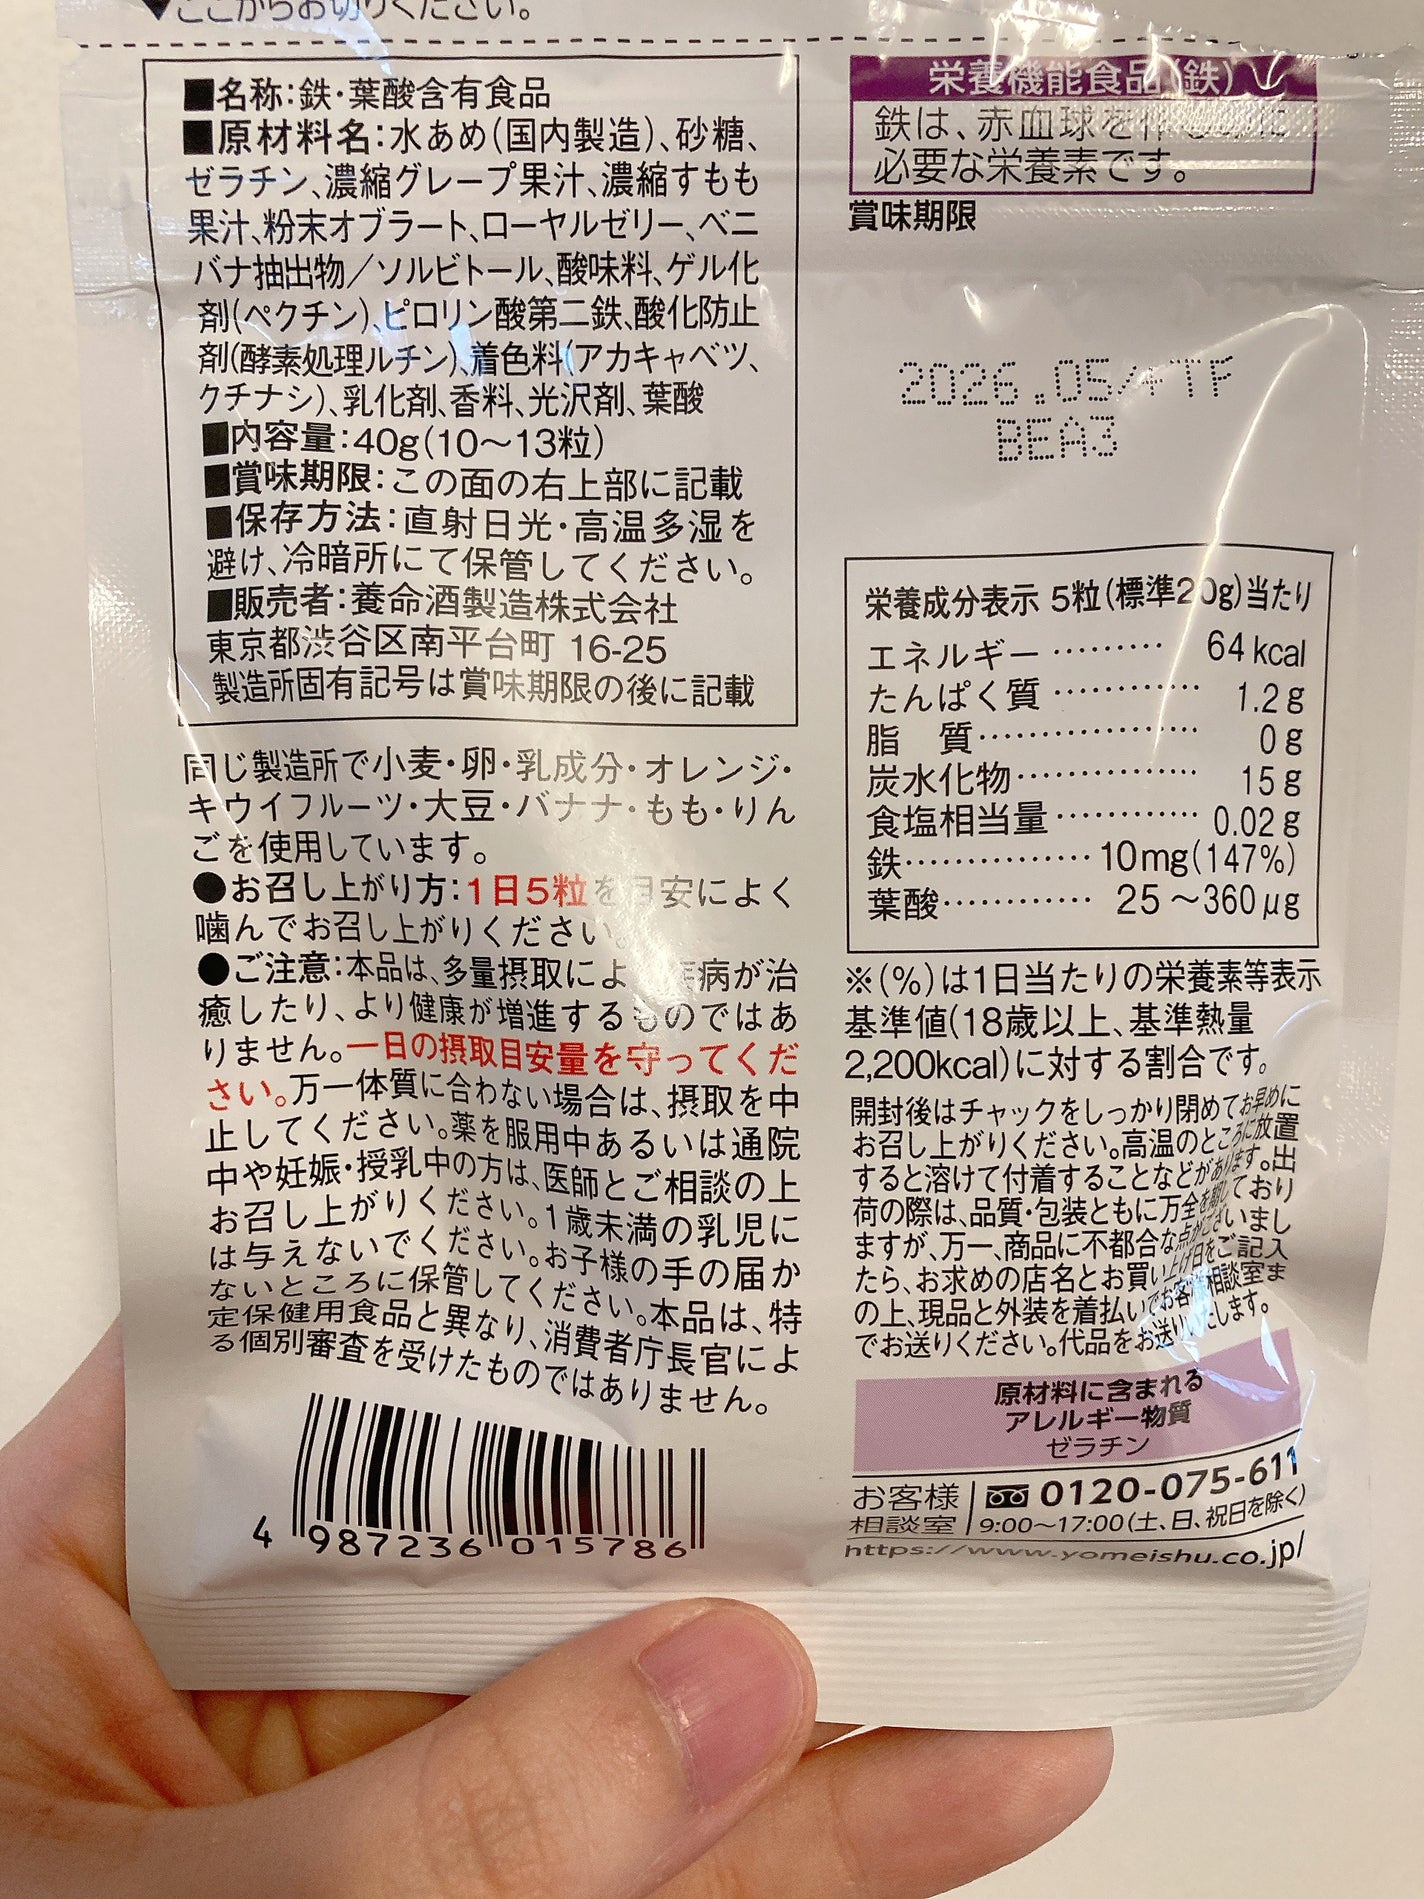 ▼ここからお切りください。
■名称：鉄・葉酸含有食品
■原材料名：水あめ(国内製造)、砂糖、
ゼラチン、濃縮グレープ果汁、濃縮すもも
果汁、粉末オブラート、ローヤルゼリー、ベニ
バナ抽出物／ソルビトール、酸味料、ゲル化
剤(ペクチン)、ピロリン酸第二鉄、酸化防止
剤(酵素処理ルチン)、着色料(アカキャベツ、
クチナシ)、乳化剤、香料、光沢剤、葉酸
■内容量：40g(10〜13粒)
■賞味期限：この面の右上部に記載
■保存方法：直射日光・高温多湿を
避け、冷暗所にて保管してください。
■販売者：養命酒製造株式会社
東京都渋谷区南平台町 16-25
製造所固有記号は賞味期限の後に記載
同じ製造所で小麦・卵・乳成分・オレンジ・
キウイフルーツ・大豆・バナナ・もも・りん
ごを使用しています。
●お召し上がり方：1日5粒を目安によく
噛んでお召し上がりください。
●ご注意：本品は、多量摂取により疾病が治
癒したり、より健康が増進するものではあ
りません。一日の摂取目安量を守ってくだ
さい。万一体質に合わない場合は、摂取を中
止してください。薬を服用中あるいは通院
中や妊娠・授乳中の方は、医師とご相談の上
お召し上がりください。1歳未満の乳児に
は与えないでください。お子様の手の届か
ないところに保管してください。本品は、特
定保健用食品と異なり、消費者庁長官によ
る個別審査を受けたものではありません。
4 987236 015786
栄養機能食品(鉄)
鉄は、赤血球を作るのに
必要な栄養素です。
賞味期限
2026.05/+TF
BEA3
栄養成分表示 5粒(標準20g)当たり
エネルギー ……… 64 kcal
たんぱく質 ………… 1.2 g
脂　質 ……………… 0 g
炭水化物 …………… 15 g
食塩相当量 ………… 0.02 g
鉄 …………… 10mg(147%)
葉酸 ………… 25 〜360 μg
※(%)は1日当たりの栄養素等表示
基準値(18歳以上、基準熱量
2,200kcal)に対する割合です。
開封後はチャックをしっかり閉めてお早めに
お召し上がりください。高温のところに放置
すると溶けて付着することなどがあります。出
荷の際は、品質・包装ともに万全を期しており
ますが、万一、商品に不都合な点がございまし
たら、お求めの店名とお買い上げ日をご記入
の上、現品と外装を着払いでお客様相談室ま
でお送りください。代品をお送りいたします。
原材料に含まれる
アレルギー物質
ゼラチン
お客様
相談室
0120-075-611
9:00〜17:00(土、日、祝日を除く)
https://www.yomeishu.co.jp/